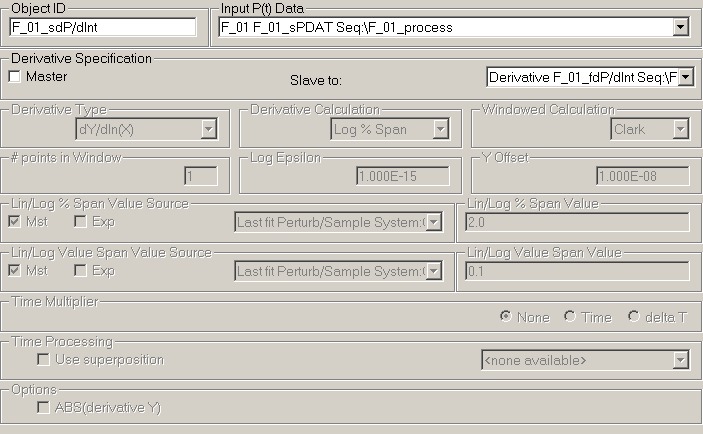 Object ID
Input P(t) Data
F_01_sdP/dlnt
F_01 F_01_sPDAT Seq:\F_01_process
Derivative Specification
Master
Slave to:
Derivative F_01_fdP/dlnt Seq:\F
Derivative Type
Derivative Calculation
Windowed Calculation
dY/dln(X)
Log % Span
Clark
# points in Window
Log Epsilon
Y Offset
1
1.000E-15
1.000E-08
Lin/Log % Span Value Source
Lin/Log % Span Value
Mst
Exp
Last fit Perturb/Sample System:
2.0
Lin/Log Value Span Value Source
Lin/Log Value Span Value
Mst
Exp
Last fit Perturb/Sample System:
0.1
Time Multiplier
None
Time
delta T
Time Processing
Use superposition
<none available>
Options
ABS(derivative Y)